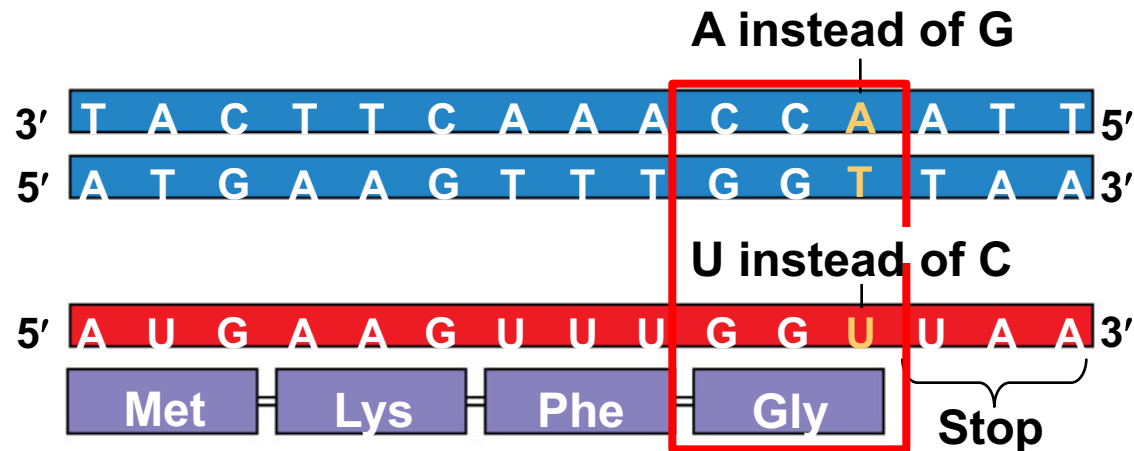 A instead of G
3′ T A C T T C A A A C C A A T T 5′
5′ A T G A A G T T T G G T T A A 3′
U instead of C
5′ A U G A A G U U U G G U U A A 3′
Met Lys Phe Gly
Stop